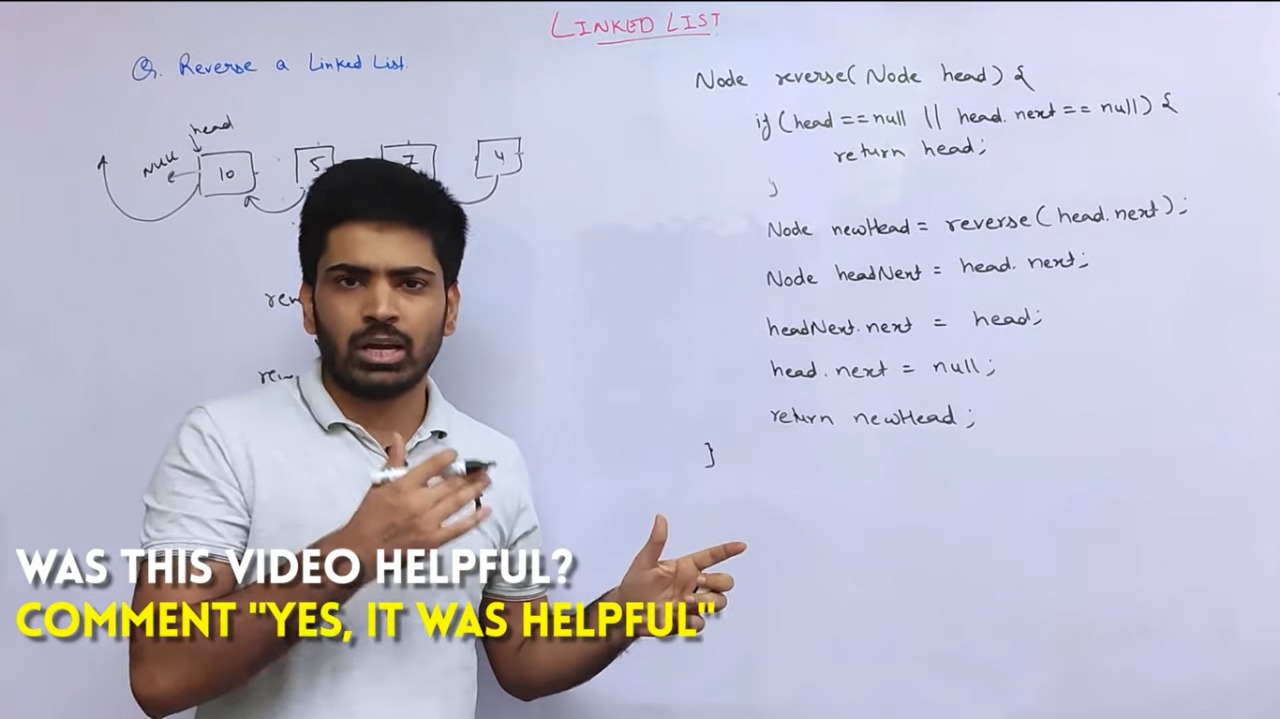 LINKED LIST
Q. Reverse a Linked List.
head
NULL
10 5 7 4
Node reverse(Node head) {
if (head == null || head.next == null) {
return head;
}
Node newHead = reverse(head.next);
Node headNext = head.next;
headNext.next = head;
head.next = null;
return newHead;
}
WAS THIS VIDEO HELPFUL?
COMMENT "YES, IT WAS HELPFUL"